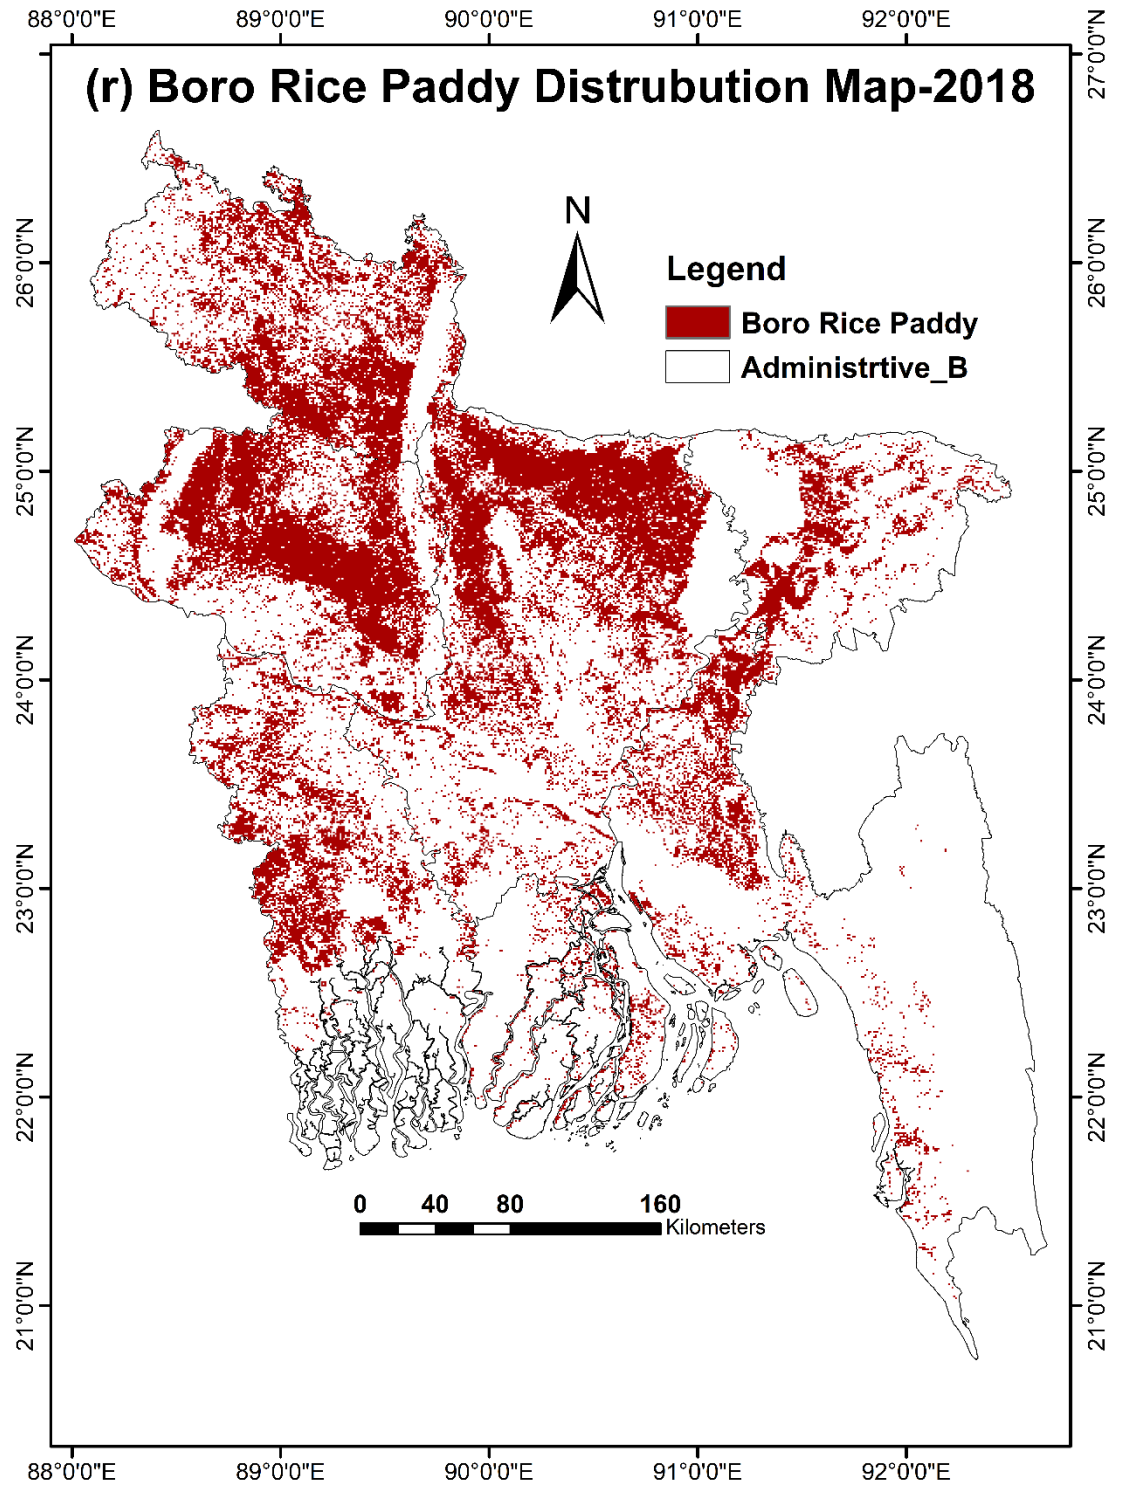 88°0'0"E 89°0'0"E 90°0'0"E 91°0'0"E 92°0'0"E
(r) Boro Rice Paddy Distrubution Map-2018
N
Legend
Boro Rice Paddy
Administrtive_B
27°0'0"N
26°0'0"N
26°0'0"N
25°0'0"N
25°0'0"N
24°0'0"N
24°0'0"N
23°0'0"N
23°0'0"N
22°0'0"N
22°0'0"N
21°0'0"N
21°0'0"N
0 40 80 160
Kilometers
88°0'0"E 89°0'0"E 90°0'0"E 91°0'0"E 92°0'0"E